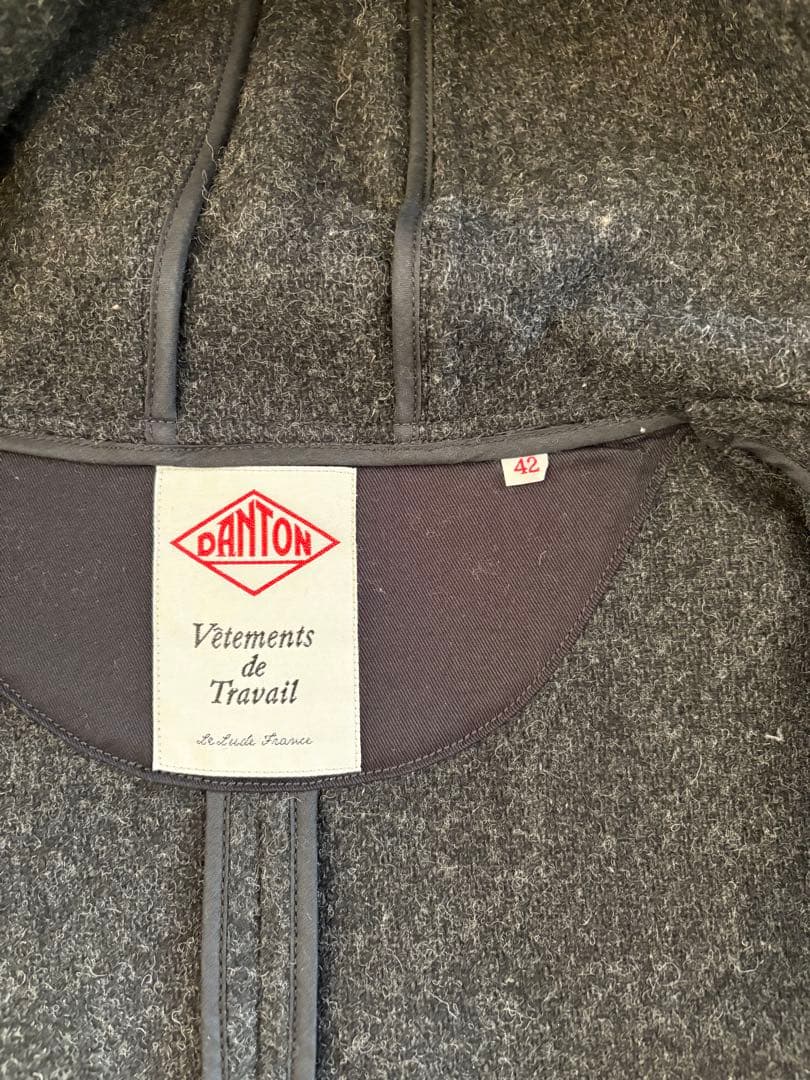 DANTON
Vêtements
de
Travail
Le Lude France
42